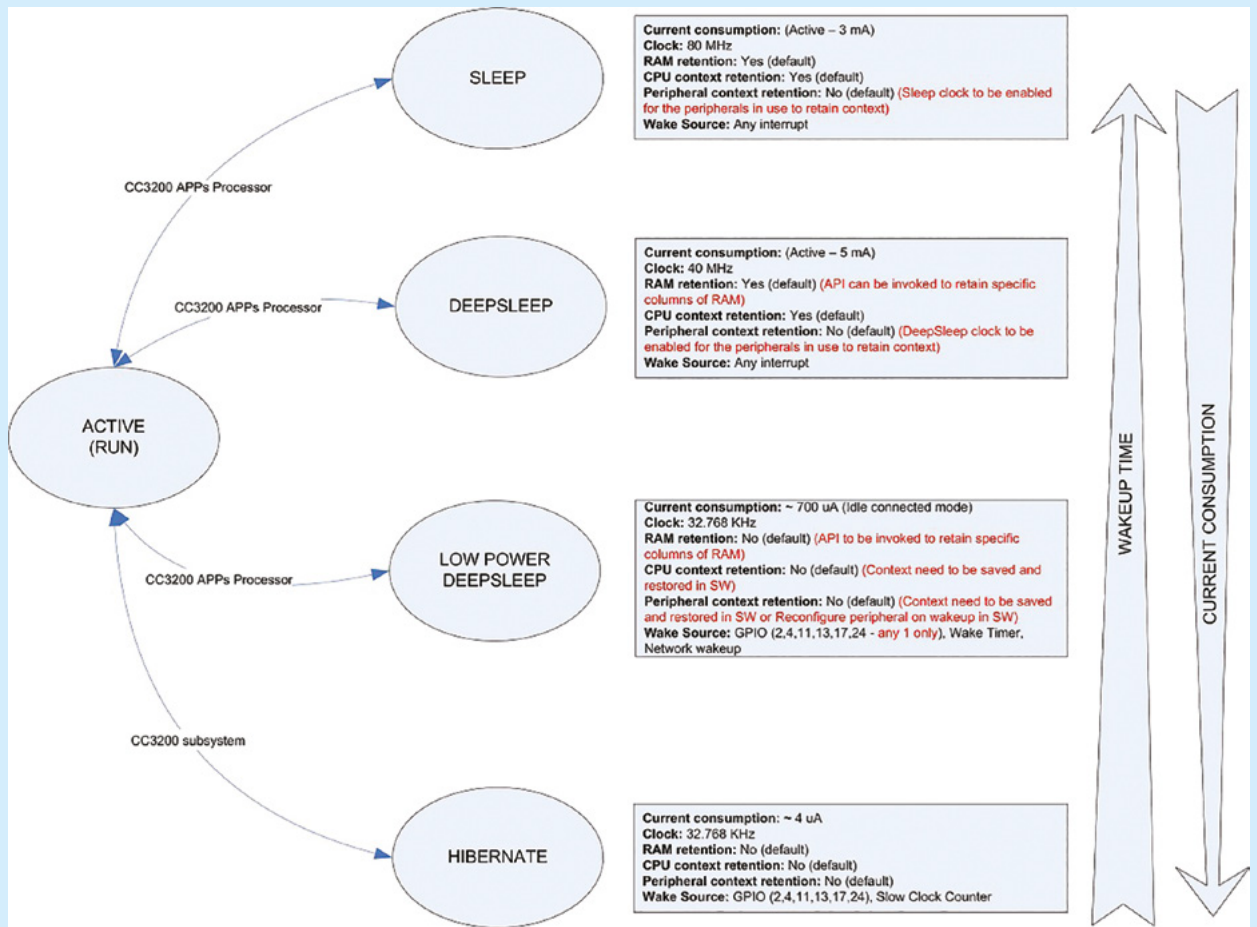 SLEEP
Current consumption: (Active – 3 mA)
Clock: 80 MHz
RAM retention: Yes (default)
CPU context retention: Yes (default)
Peripheral context retention: No (default) (Sleep clock to be enabled
for the peripherals in use to retain context)
Wake Source: Any interrupt
CC3200 APPs Processor
DEEPSLEEP
Current consumption: (Active – 5 mA)
Clock: 40 MHz
RAM retention: Yes (default) (API can be invoked to retain specific
columns of RAM)
CPU context retention: Yes (default)
Peripheral context retention: No (default) (DeepSleep clock to be
enabled for the peripherals in use to retain context)
Wake Source: Any interrupt
CC3200 APPs Processor
ACTIVE
(RUN)
LOW POWER
DEEPSLEEP
Current consumption: ~ 700 uA (Idle connected mode)
Clock: 32.768 KHz
RAM retention: No (default) (API to be invoked to retain specific
columns of RAM)
CPU context retention: No (default) (Context need to be saved and
restored in SW)
Peripheral context retention: No (default) (Context need to be saved
and restored in SW or Reconfigure peripheral on wakeup in SW)
Wake Source: GPIO (2,4,11,13,17,24 - any 1 only), Wake Timer,
Network wakeup
CC3200 APPs Processor
CC3200 subsystem
HIBERNATE
Current consumption: ~ 4 uA
Clock: 32.768 KHz
RAM retention: No (default)
CPU context retention: No (default)
Peripheral context retention: No (default)
Wake Source: GPIO (2,4,11,13,17,24), Slow Clock Counter
WAKEUP TIME
CURRENT CONSUMPTION